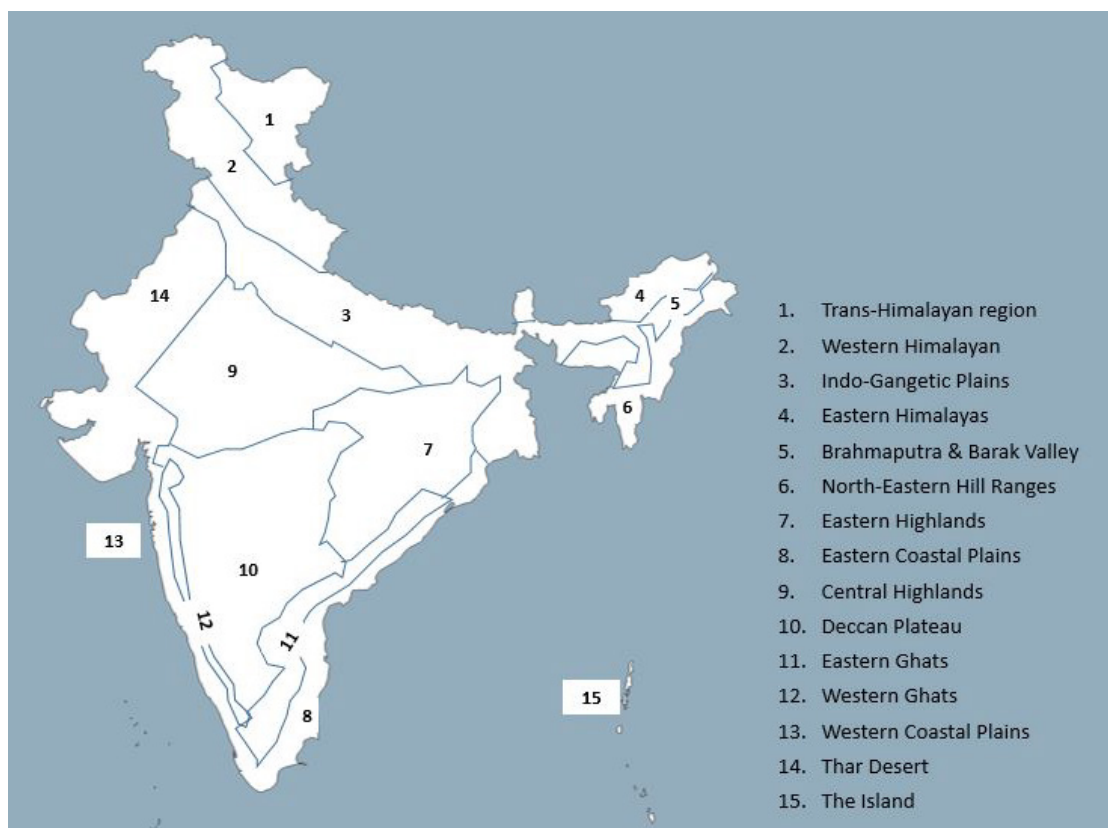 1
2
3
4
5
6
7
8
9
10
11
12
13
14
15
1. Trans-Himalayan region
2. Western Himalayan
3. Indo-Gangetic Plains
4. Eastern Himalayas
5. Brahmaputra & Barak Valley
6. North-Eastern Hill Ranges
7. Eastern Highlands
8. Eastern Coastal Plains
9. Central Highlands
10. Deccan Plateau
11. Eastern Ghats
12. Western Ghats
13. Western Coastal Plains
14. Thar Desert
15. The Island